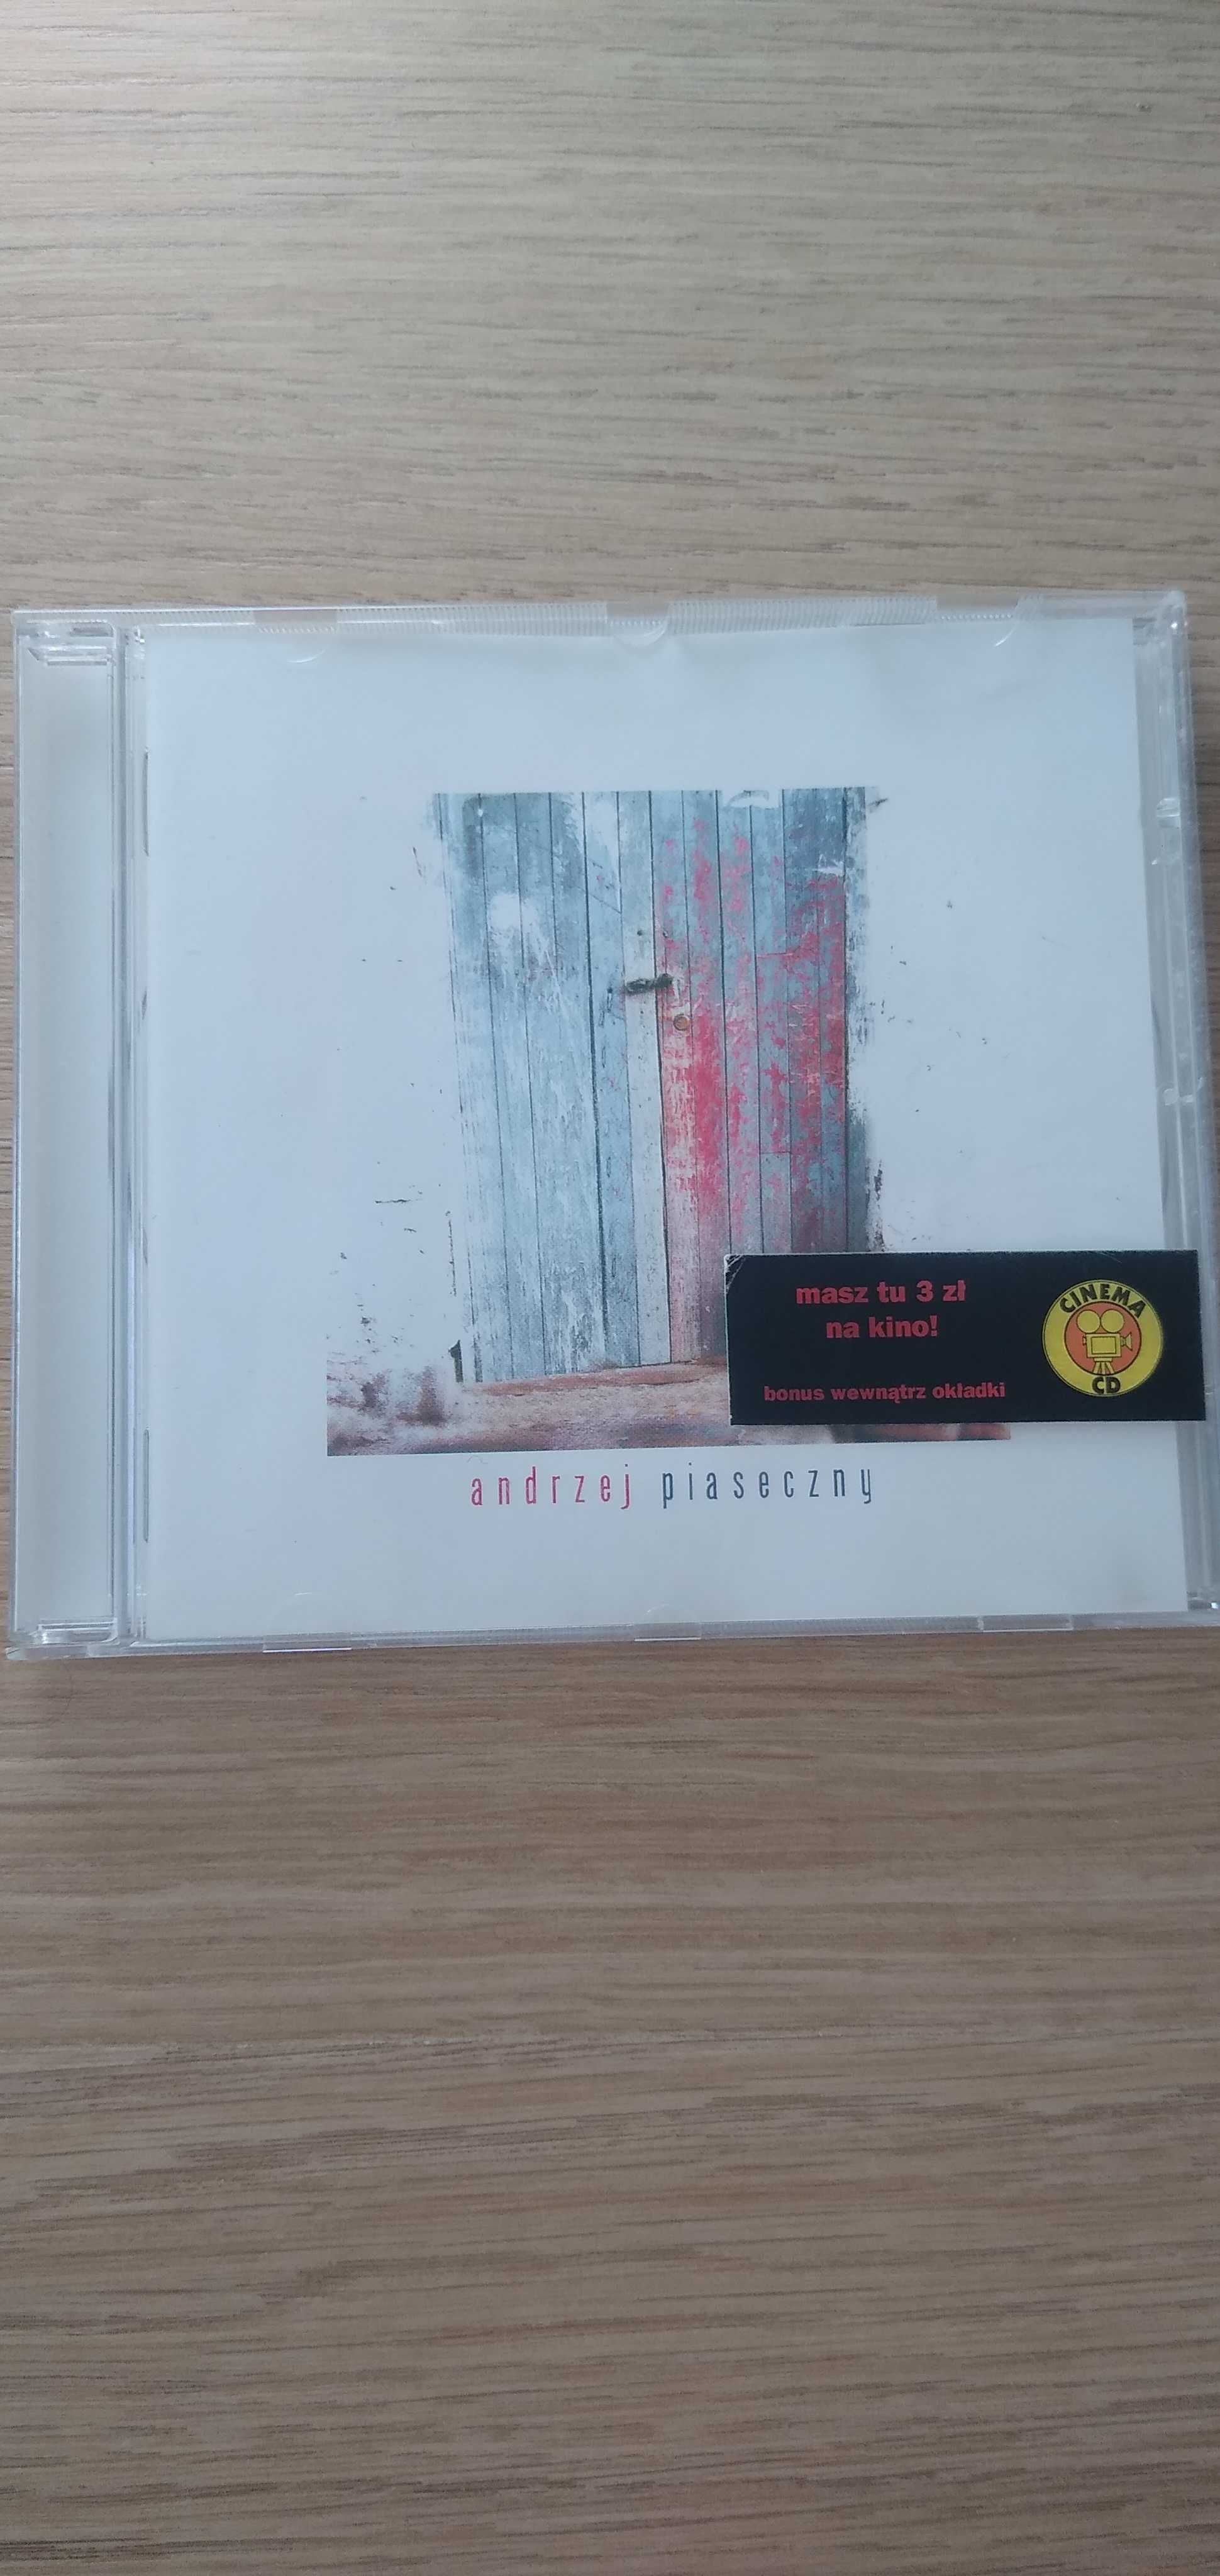 masz tu 3 zł
na kino!
bonus wewnątrz okładki
CINEMA
CD
andrzej piaseczny